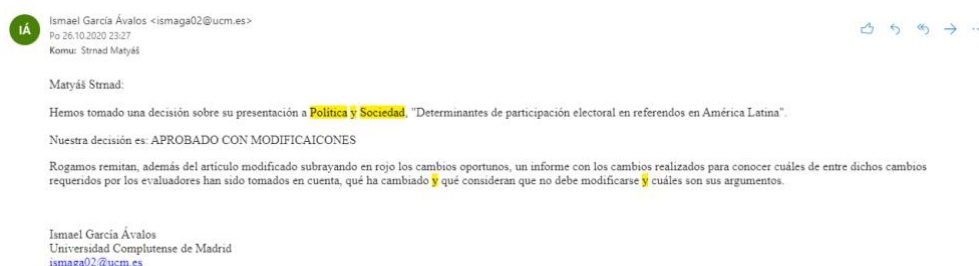 IÁ
Ismael García Ávalos <ismaga02@ucm.es>
Po 26.10.2020 23:27
Komu: Strnad Matyáš
Matyáš Strnad:
Hemos tomado una decisión sobre su presentación a Política y Sociedad, "Determinantes de participación electoral en referendos en América Latina".
Nuestra decisión es: APROBADO CON MODIFICAICONES
Rogamos remitan, además del artículo modificado subrayando en rojo los cambios oportunos, un informe con los cambios realizados para conocer cuáles de entre dichos cambios
requeridos por los evaluadores han sido tomados en cuenta, qué ha cambiado y qué consideran que no debe modificarse y cuáles son sus argumentos.
Ismael García Ávalos
Universidad Complutense de Madrid
ismaga02@ucm.es